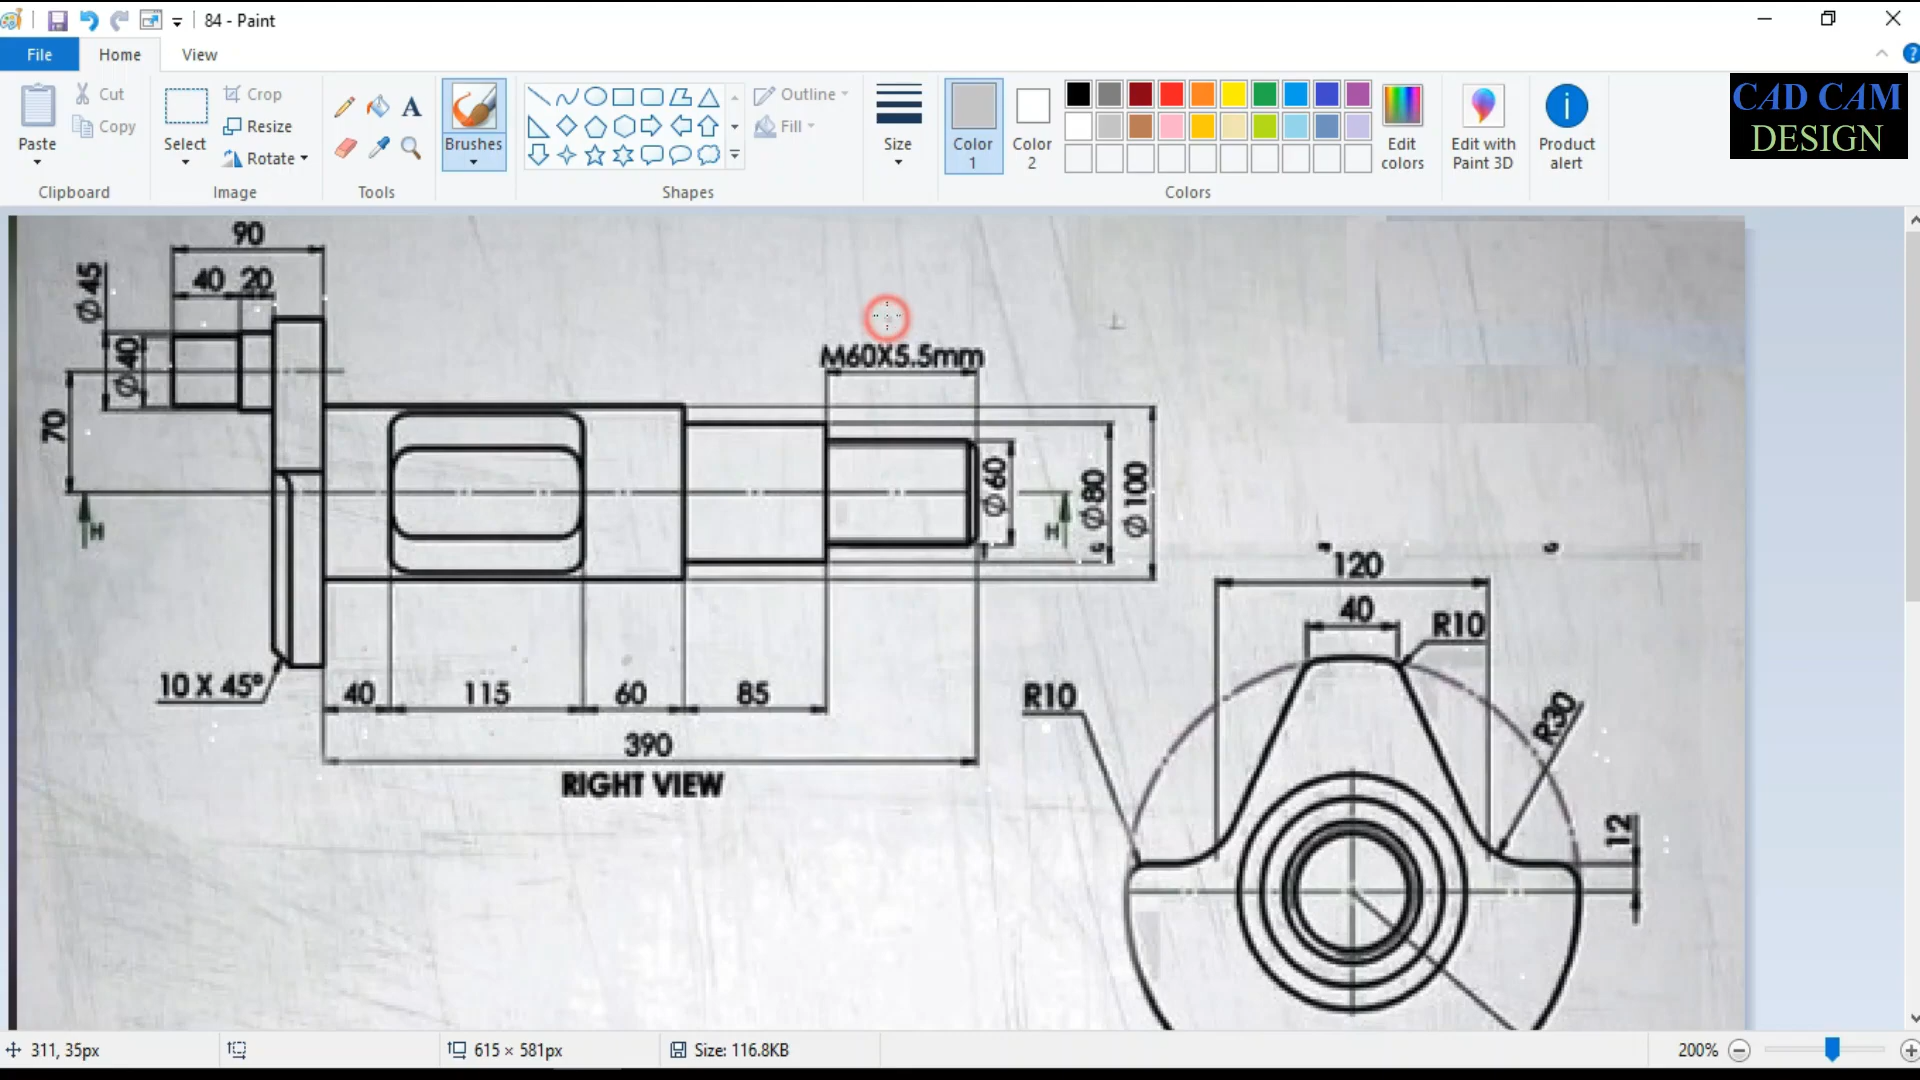 84 - Paint
File
Home
View
Paste
Clipboard
Cut
Copy
Select
Crop
Resize
Rotate
Image
A
Tools
Brushes
Shapes
Outline
Fill
Size
Color
1
Color
2
Colors
Edit
colors
Edit with
Paint 3D
Product
alert
CAD CAM
DESIGN
90
40 20
Ø45
Ø40
70
H
M60X5.5mm
Ø60
H
Ø80
Ø100
10 X 45°
40
115
60
85
390
RIGHT VIEW
120
40
R10
R10
R30
12
311, 35px
615 × 581px
Size: 116.8KB
200%